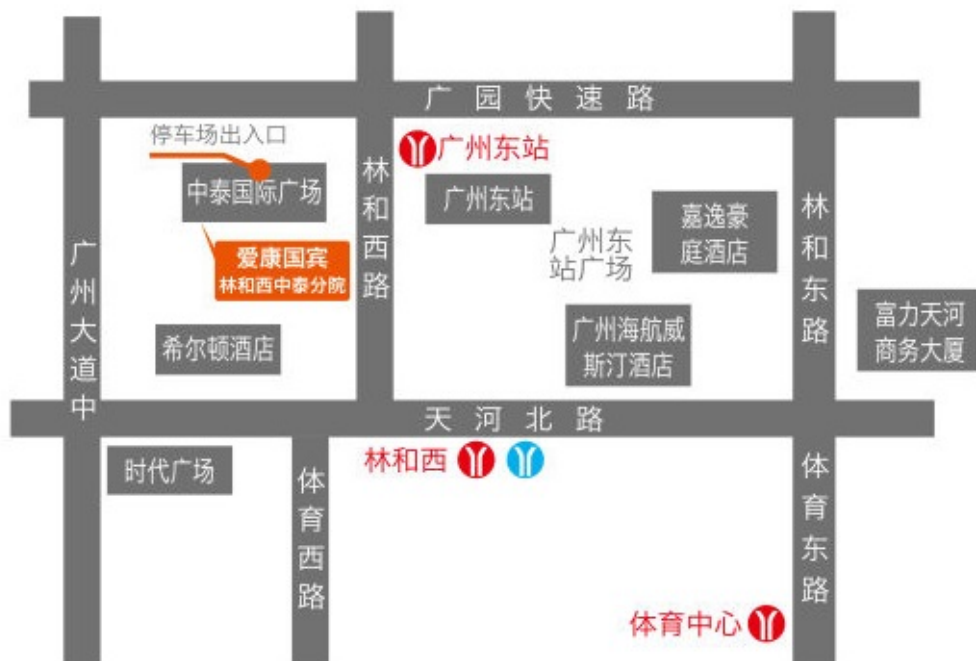 广园快速路
停车场出入口
广州东站
中泰国际广场
广州东站
嘉逸豪
庭酒店
林和西路
林和东路
广州东
站广场
爱康国宾
林和西中泰分院
广州大道中
富力天河
商务大厦
广州海航威
斯汀酒店
希尔顿酒店
天河北路
林和西
时代广场
体育西路
体育东路
体育中心